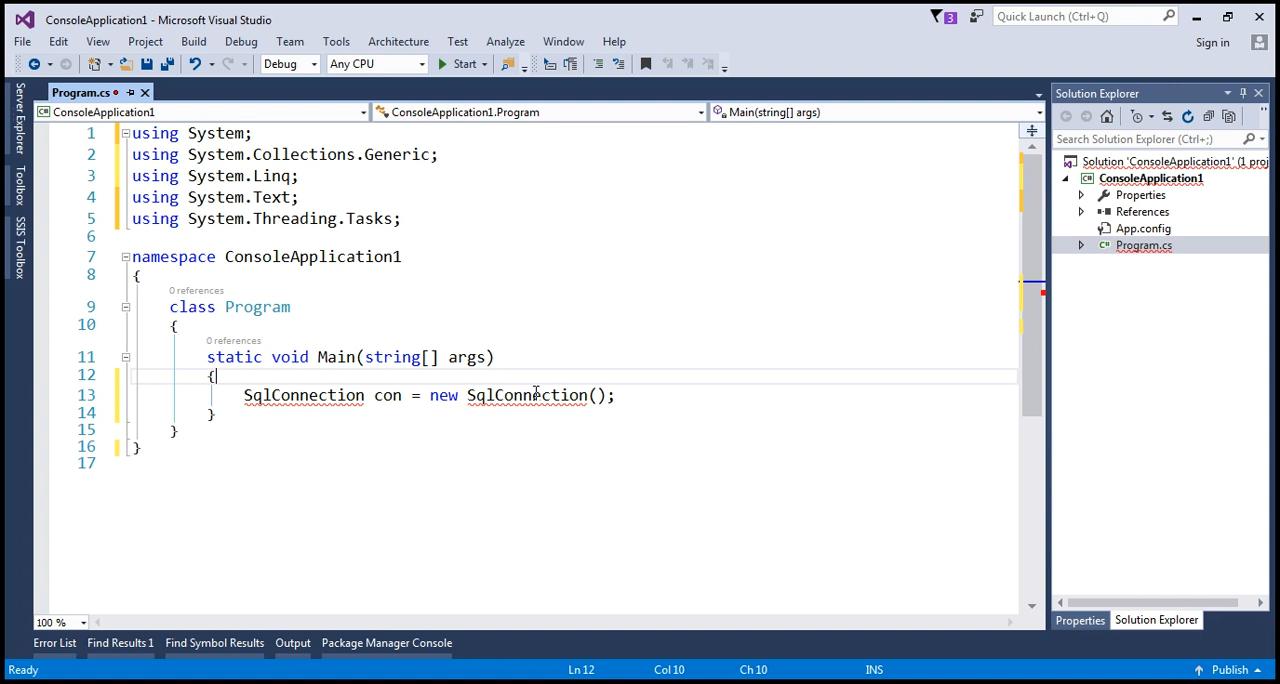 ConsoleApplication1 - Microsoft Visual Studio
3
Quick Launch (Ctrl+Q)
File Edit View Project Build Debug Team Tools Architecture Test Analyze Window Help
Sign in
Debug Any CPU Start
Server Explorer
Toolbox
SSIS Toolbox
Program.cs
ConsoleApplication1 ConsoleApplication1.Program Main(string[] args)
1 using System;
2 using System.Collections.Generic;
3 using System.Linq;
4 using System.Text;
5 using System.Threading.Tasks;
6
7 namespace ConsoleApplication1
8 {
0 references
9 class Program
10 {
0 references
11 static void Main(string[] args)
12 {
13 SqlConnection con = new SqlConnection();
14 }
15 }
16 }
17
100 %
Solution Explorer
Search Solution Explorer (Ctrl+;)
Solution 'ConsoleApplication1' (1 proj
ConsoleApplication1
Properties
References
App.config
Program.cs
Properties Solution Explorer
Error List Find Results 1 Find Symbol Results Output Package Manager Console
Ready Ln 12 Col 10 Ch 10 INS Publish